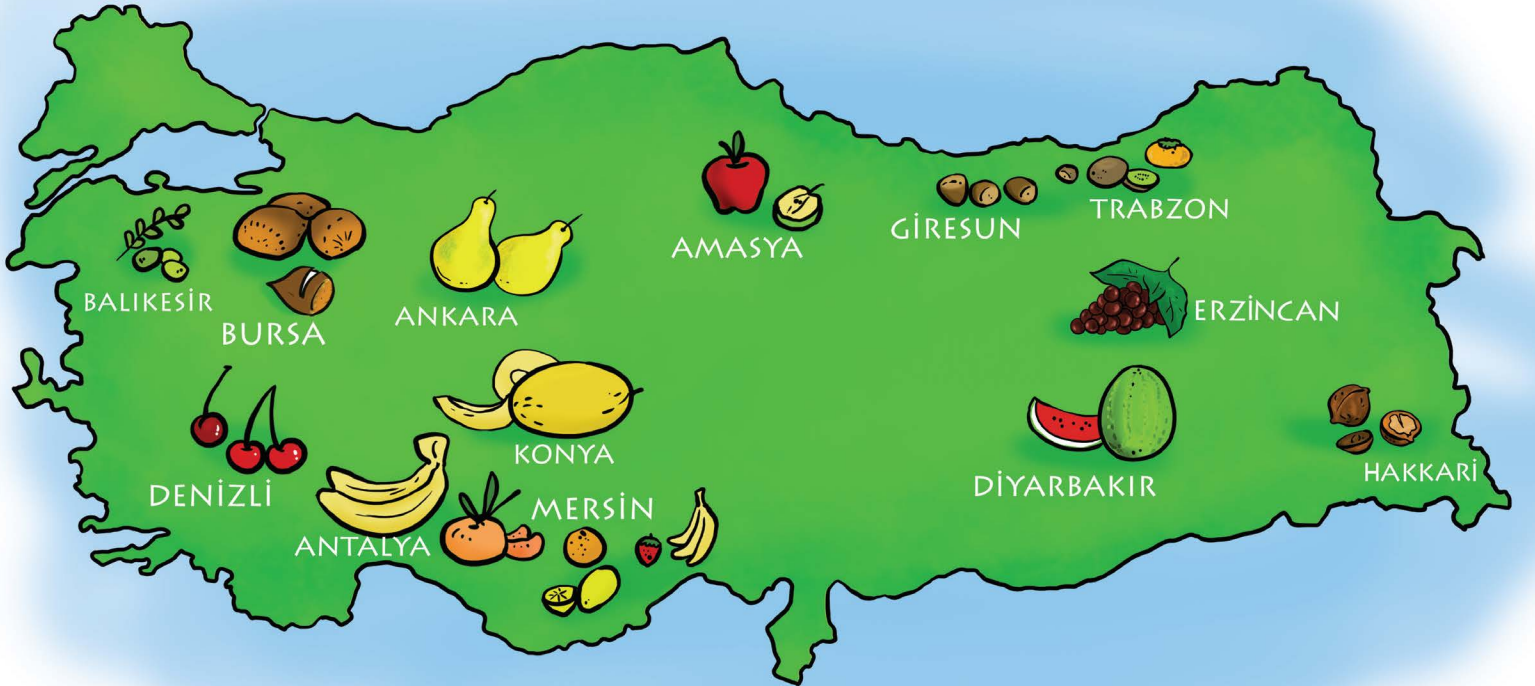 TRABZON
GİRESUN
AMASYA
BALIKESİR
BURSA
ANKARA
ERZİNCAN
KONYA
HAKKARİ
DENİZLİ
DİYARBAKIR
MERSİN
ANTALYA